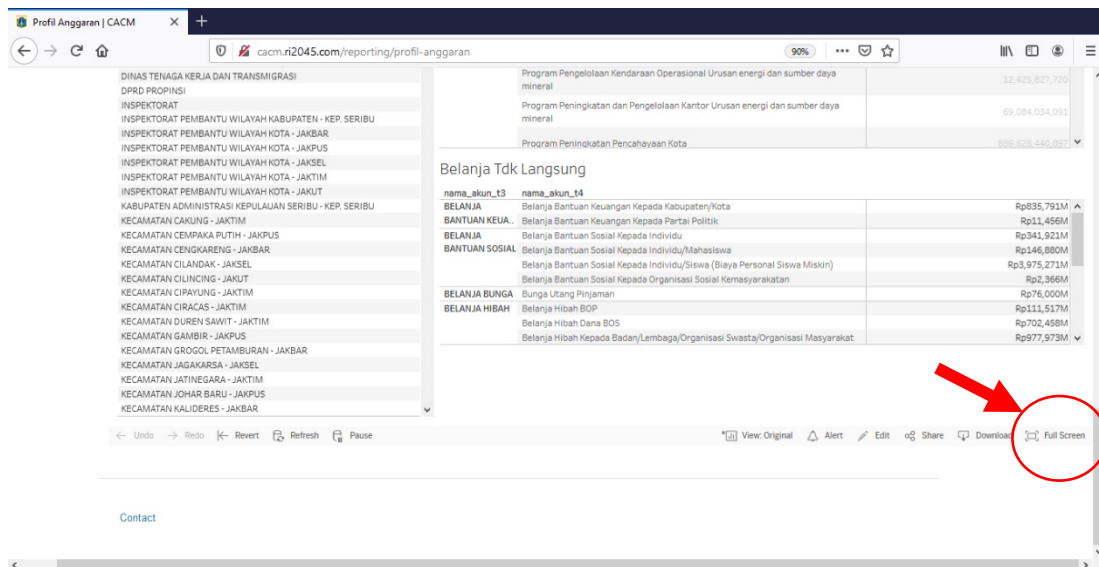 Profil Anggaran | CACM
cacm.ri2045.com/reporting/profil-anggaran
90%
DINAS TENAGA KERJA DAN TRANSMIGRASI
DPRD PROPINSI
INSPEKTORAT
INSPEKTORAT PEMBANTU WILAYAH KABUPATEN - KEP. SERIBU
INSPEKTORAT PEMBANTU WILAYAH KOTA - JAKBAR
INSPEKTORAT PEMBANTU WILAYAH KOTA - JAKPUS
INSPEKTORAT PEMBANTU WILAYAH KOTA - JAKSEL
INSPEKTORAT PEMBANTU WILAYAH KOTA - JAKTIM
INSPEKTORAT PEMBANTU WILAYAH KOTA - JAKUT
KABUPATEN ADMINISTRASI KEPULAUAN SERIBU - KEP. SERIBU
KECAMATAN CAKUNG - JAKTIM
KECAMATAN CEMPAKA PUTIH - JAKPUS
KECAMATAN CENGKARENG - JAKBAR
KECAMATAN CILANDAK - JAKSEL
KECAMATAN CILINCING - JAKUT
KECAMATAN CIPAYUNG - JAKTIM
KECAMATAN CIRACAS - JAKTIM
KECAMATAN DUREN SAWIT - JAKTIM
KECAMATAN GAMBIR - JAKPUS
KECAMATAN GROGOL PETAMBURAN - JAKBAR
KECAMATAN JAGAKARSA - JAKSEL
KECAMATAN JATINEGARA - JAKTIM
KECAMATAN JOHAR BARU - JAKPUS
KECAMATAN KALIDERES - JAKBAR
Program Pengelolaan Kendaraan Operasional Urusan energi dan sumber daya
mineral
12,425,827,720
Program Peningkatan dan Pengelolaan Kantor Urusan energi dan sumber daya
mineral
69,084,034,091
Program Peningkatan Pencahayaan Kota
889,628,440,897
Belanja Tdk Langsung
nama_akun_t3 nama_akun_t4
BELANJA Belanja Bantuan Keuangan Kepada Kabupaten/Kota Rp835,791M
BANTUAN KEUA.. Belanja Bantuan Keuangan Kepada Partai Politik Rp11,456M
BELANJA Belanja Bantuan Sosial Kepada Individu Rp341,921M
BANTUAN SOSIAL Belanja Bantuan Sosial Kepada Individu/Mahasiswa Rp146,880M
Belanja Bantuan Sosial Kepada Individu/Siswa (Biaya Personal Siswa Miskin) Rp3,975,271M
Belanja Bantuan Sosial Kepada Organisasi Sosial Kemasyarakatan Rp2,366M
BELANJA BUNGA Bunga Utang Pinjaman Rp76,000M
BELANJA HIBAH Belanja Hibah BOP Rp111,517M
Belanja Hibah Dana BOS Rp702,458M
Belanja Hibah Kepada Badan/Lembaga/Organisasi Swasta/Organisasi Masyarakat Rp977,973M
Undo Redo Revert Refresh Pause View: Original Alert Edit Share Download Full Screen
Contact